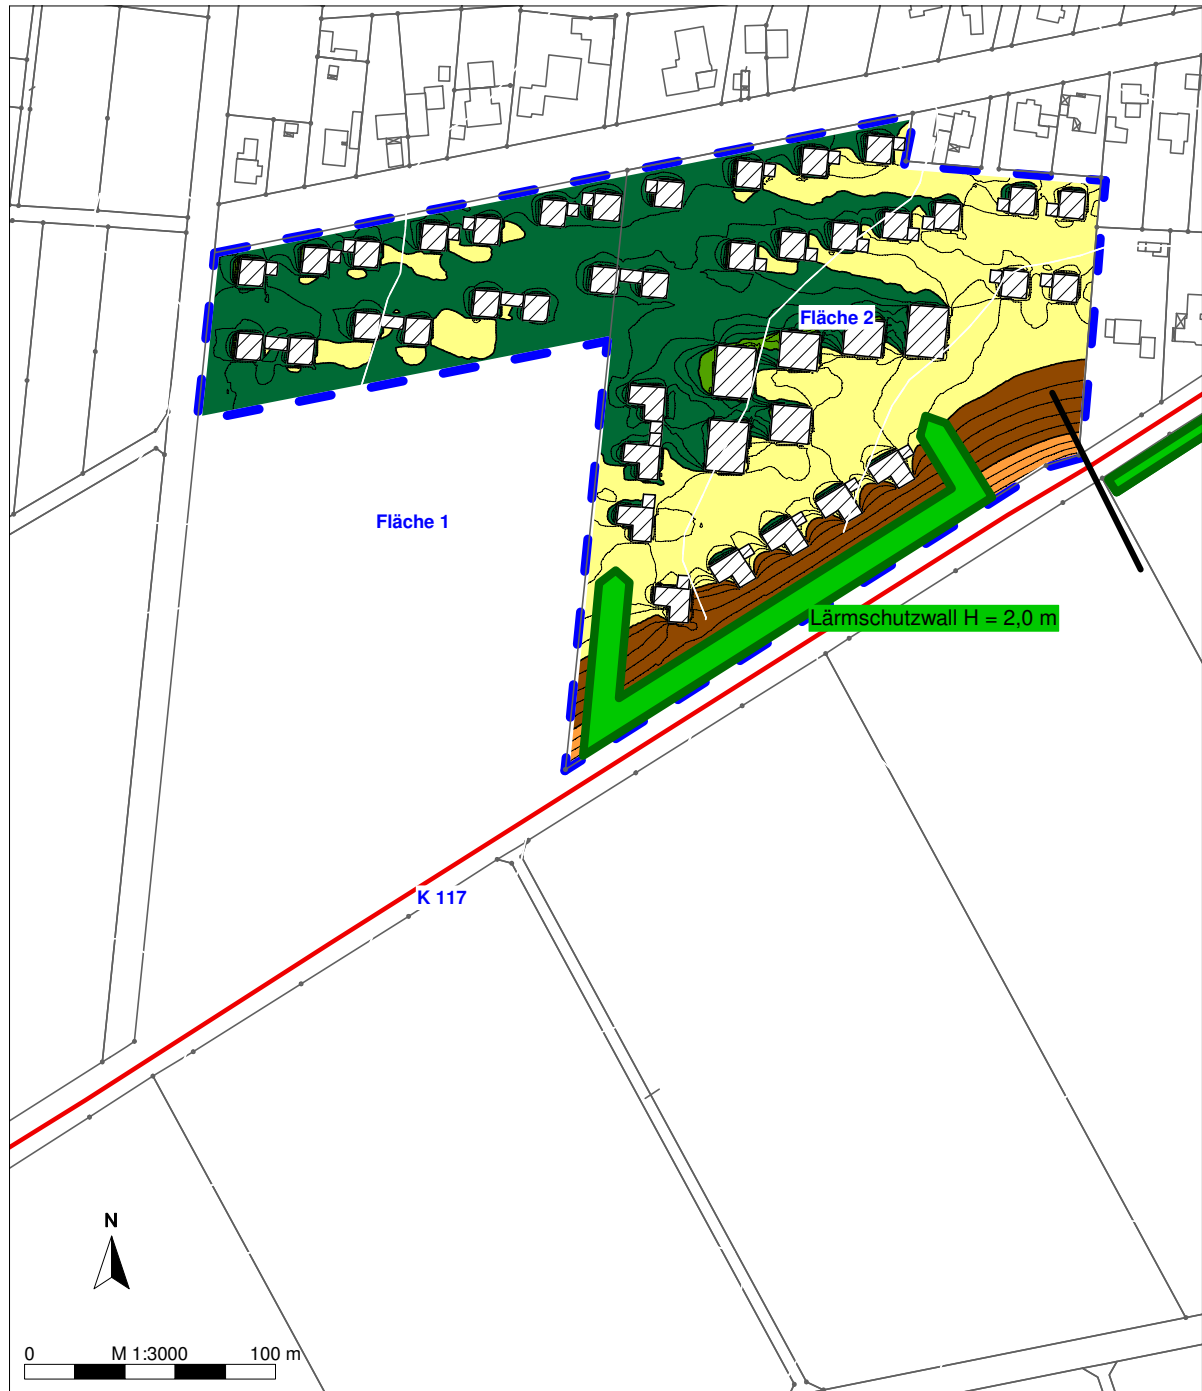 Fläche 2
Fläche 1
Lärmschutzwall H = 2,0 m
K 117
N
0 M 1:3000 100 m